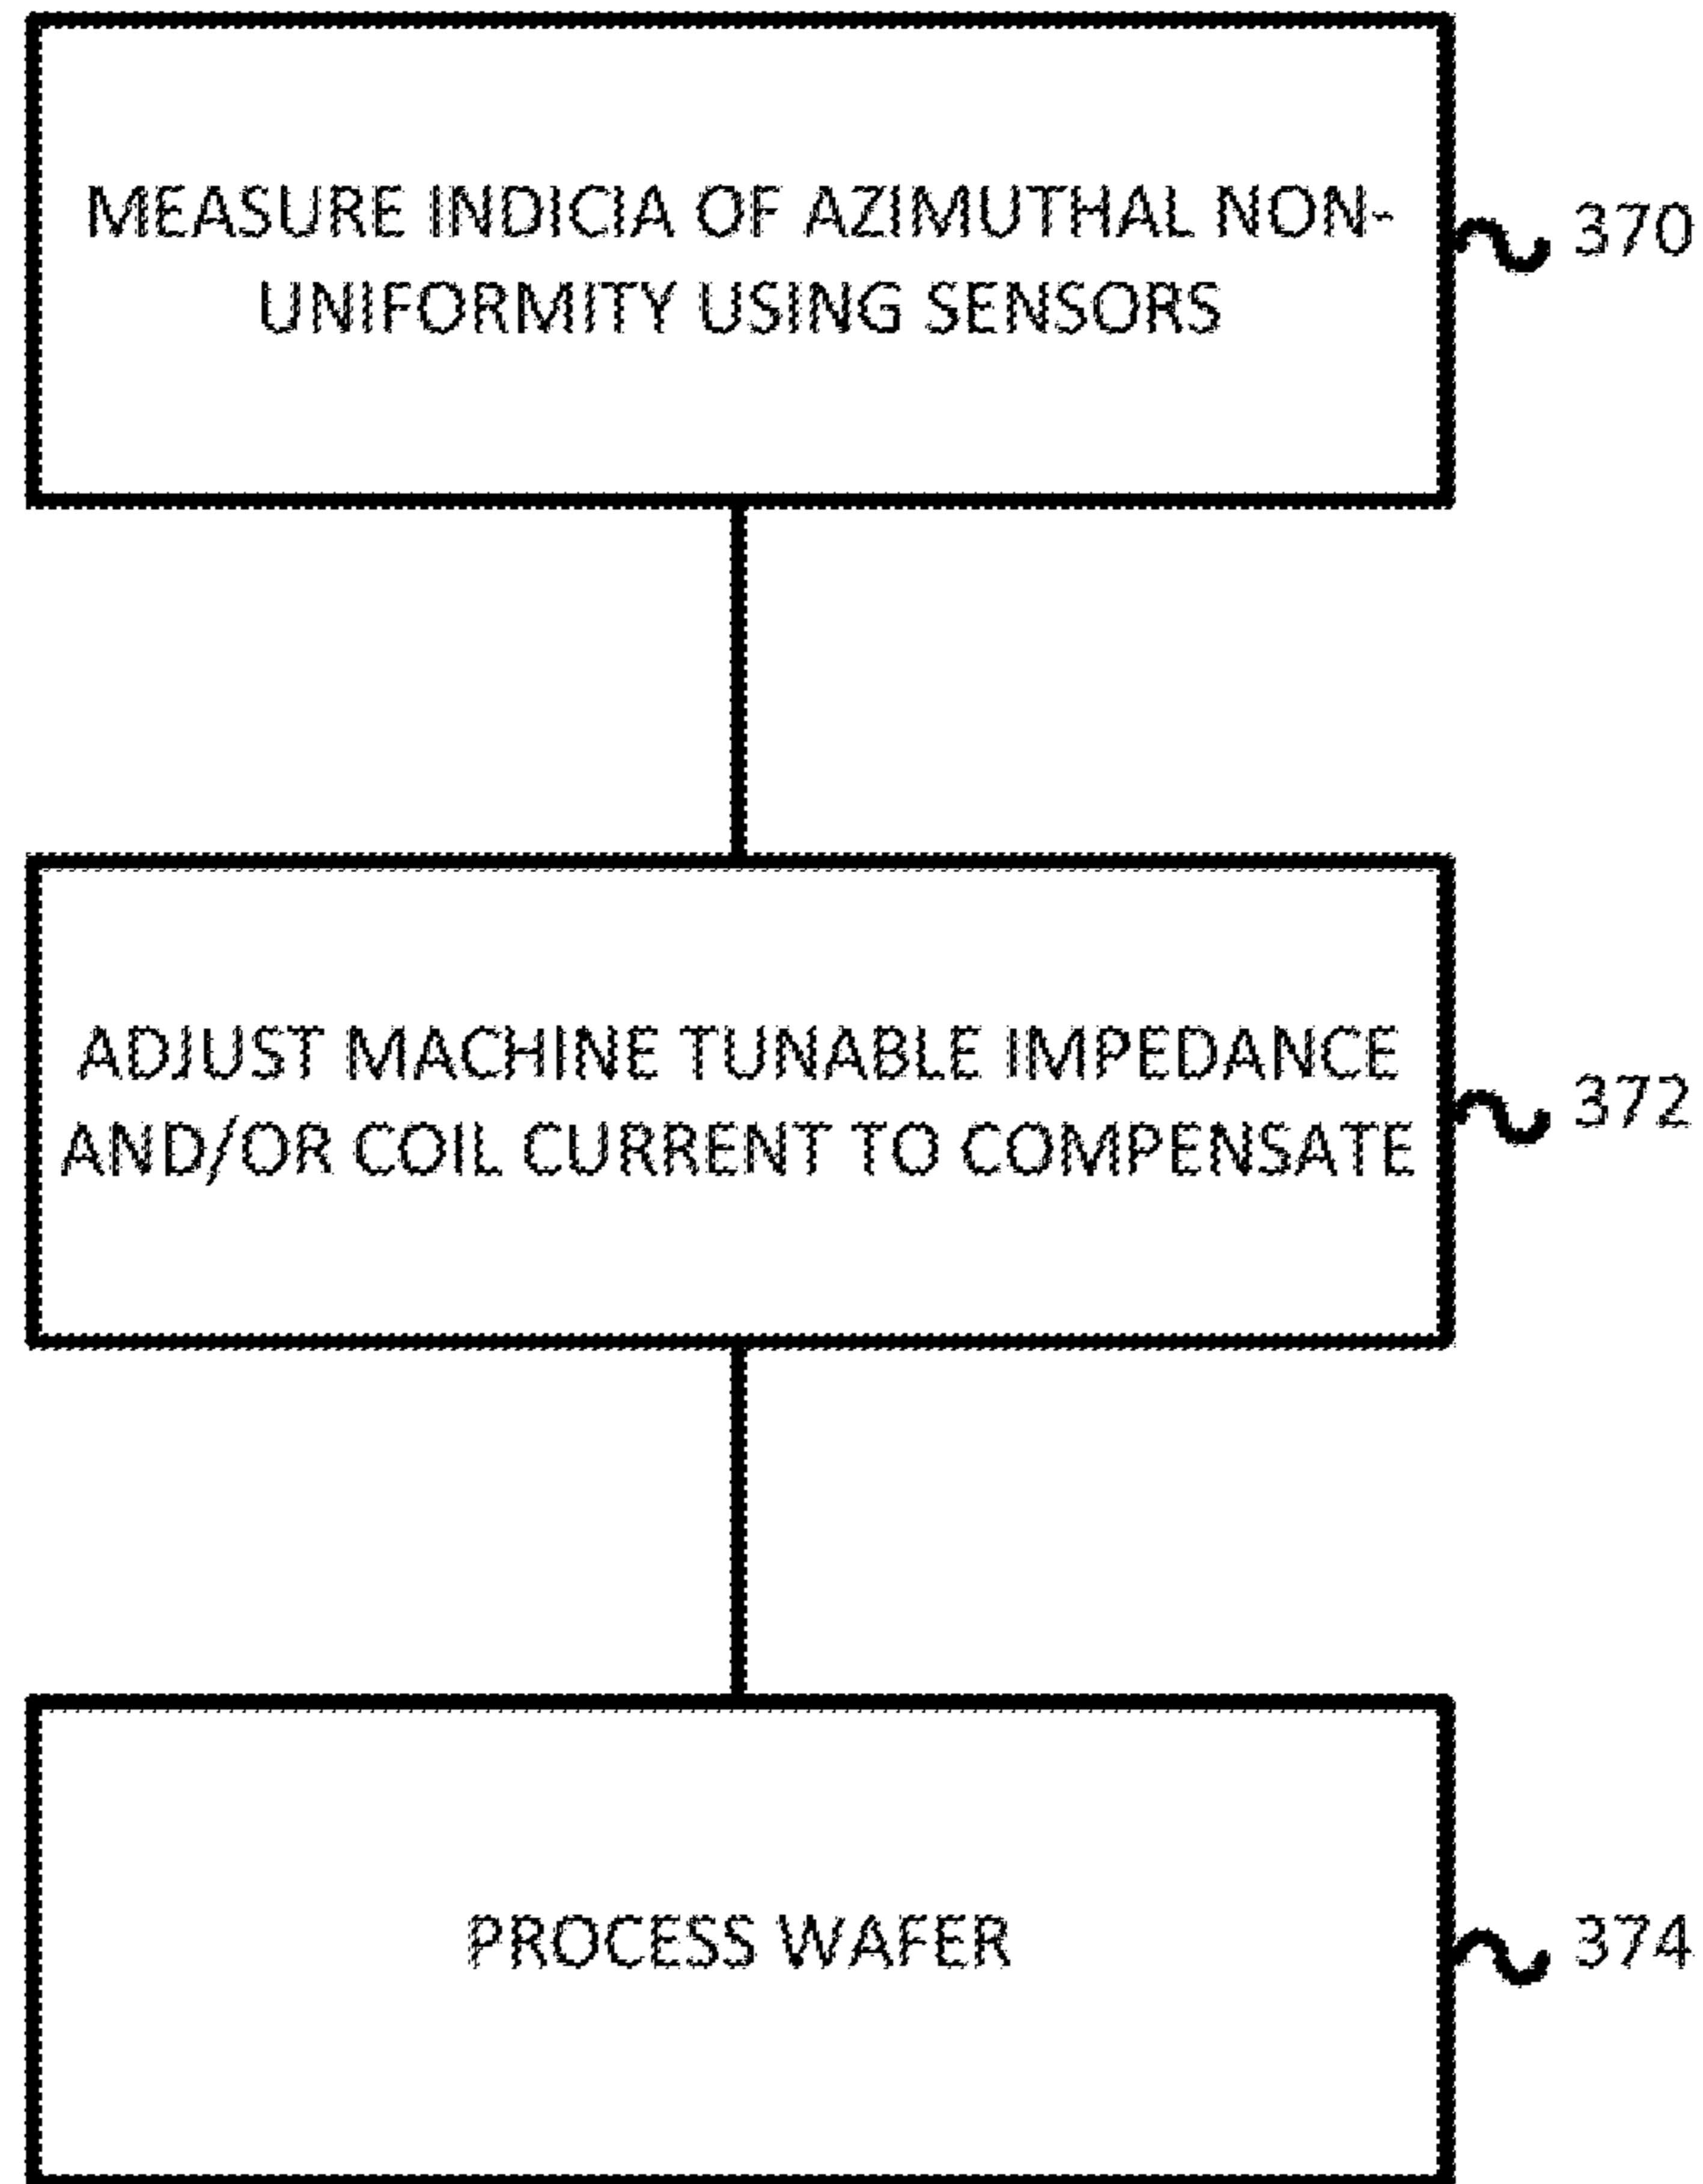 MEASURE INDICIA OF AZIMUTHAL NON-
UNIFORMITY USING SENSORS
370
ADJUST MACHINE TUNABLE IMPEDANCE
AND/OR COIL CURRENT TO COMPENSATE
372
PROCESS WAFER
374